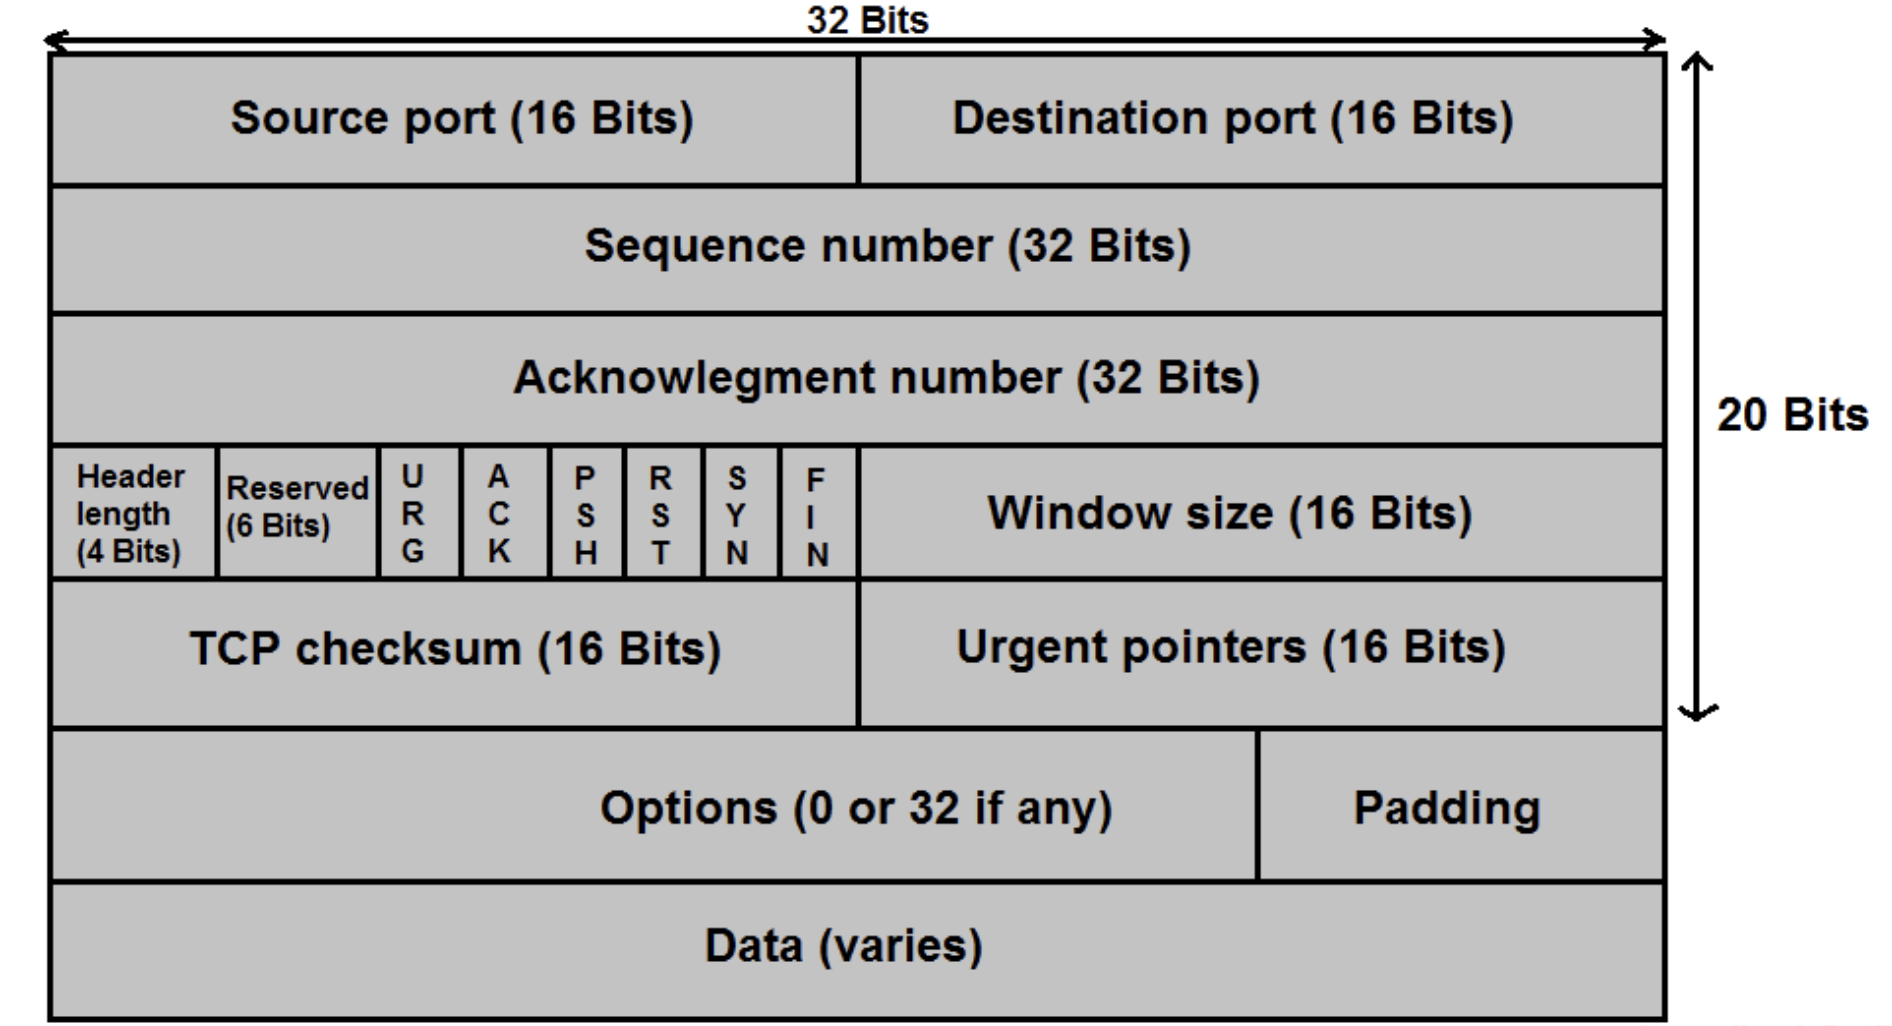 32 Bits
Source port (16 Bits)
Destination port (16 Bits)
Sequence number (32 Bits)
Acknowlegment number (32 Bits)
20 Bits
Header
length
(4 Bits)
Reserved
(6 Bits)
URG
ACK
PSH
RST
SYN
FIN
Window size (16 Bits)
TCP checksum (16 Bits)
Urgent pointers (16 Bits)
Options (0 or 32 if any)
Padding
Data (varies)